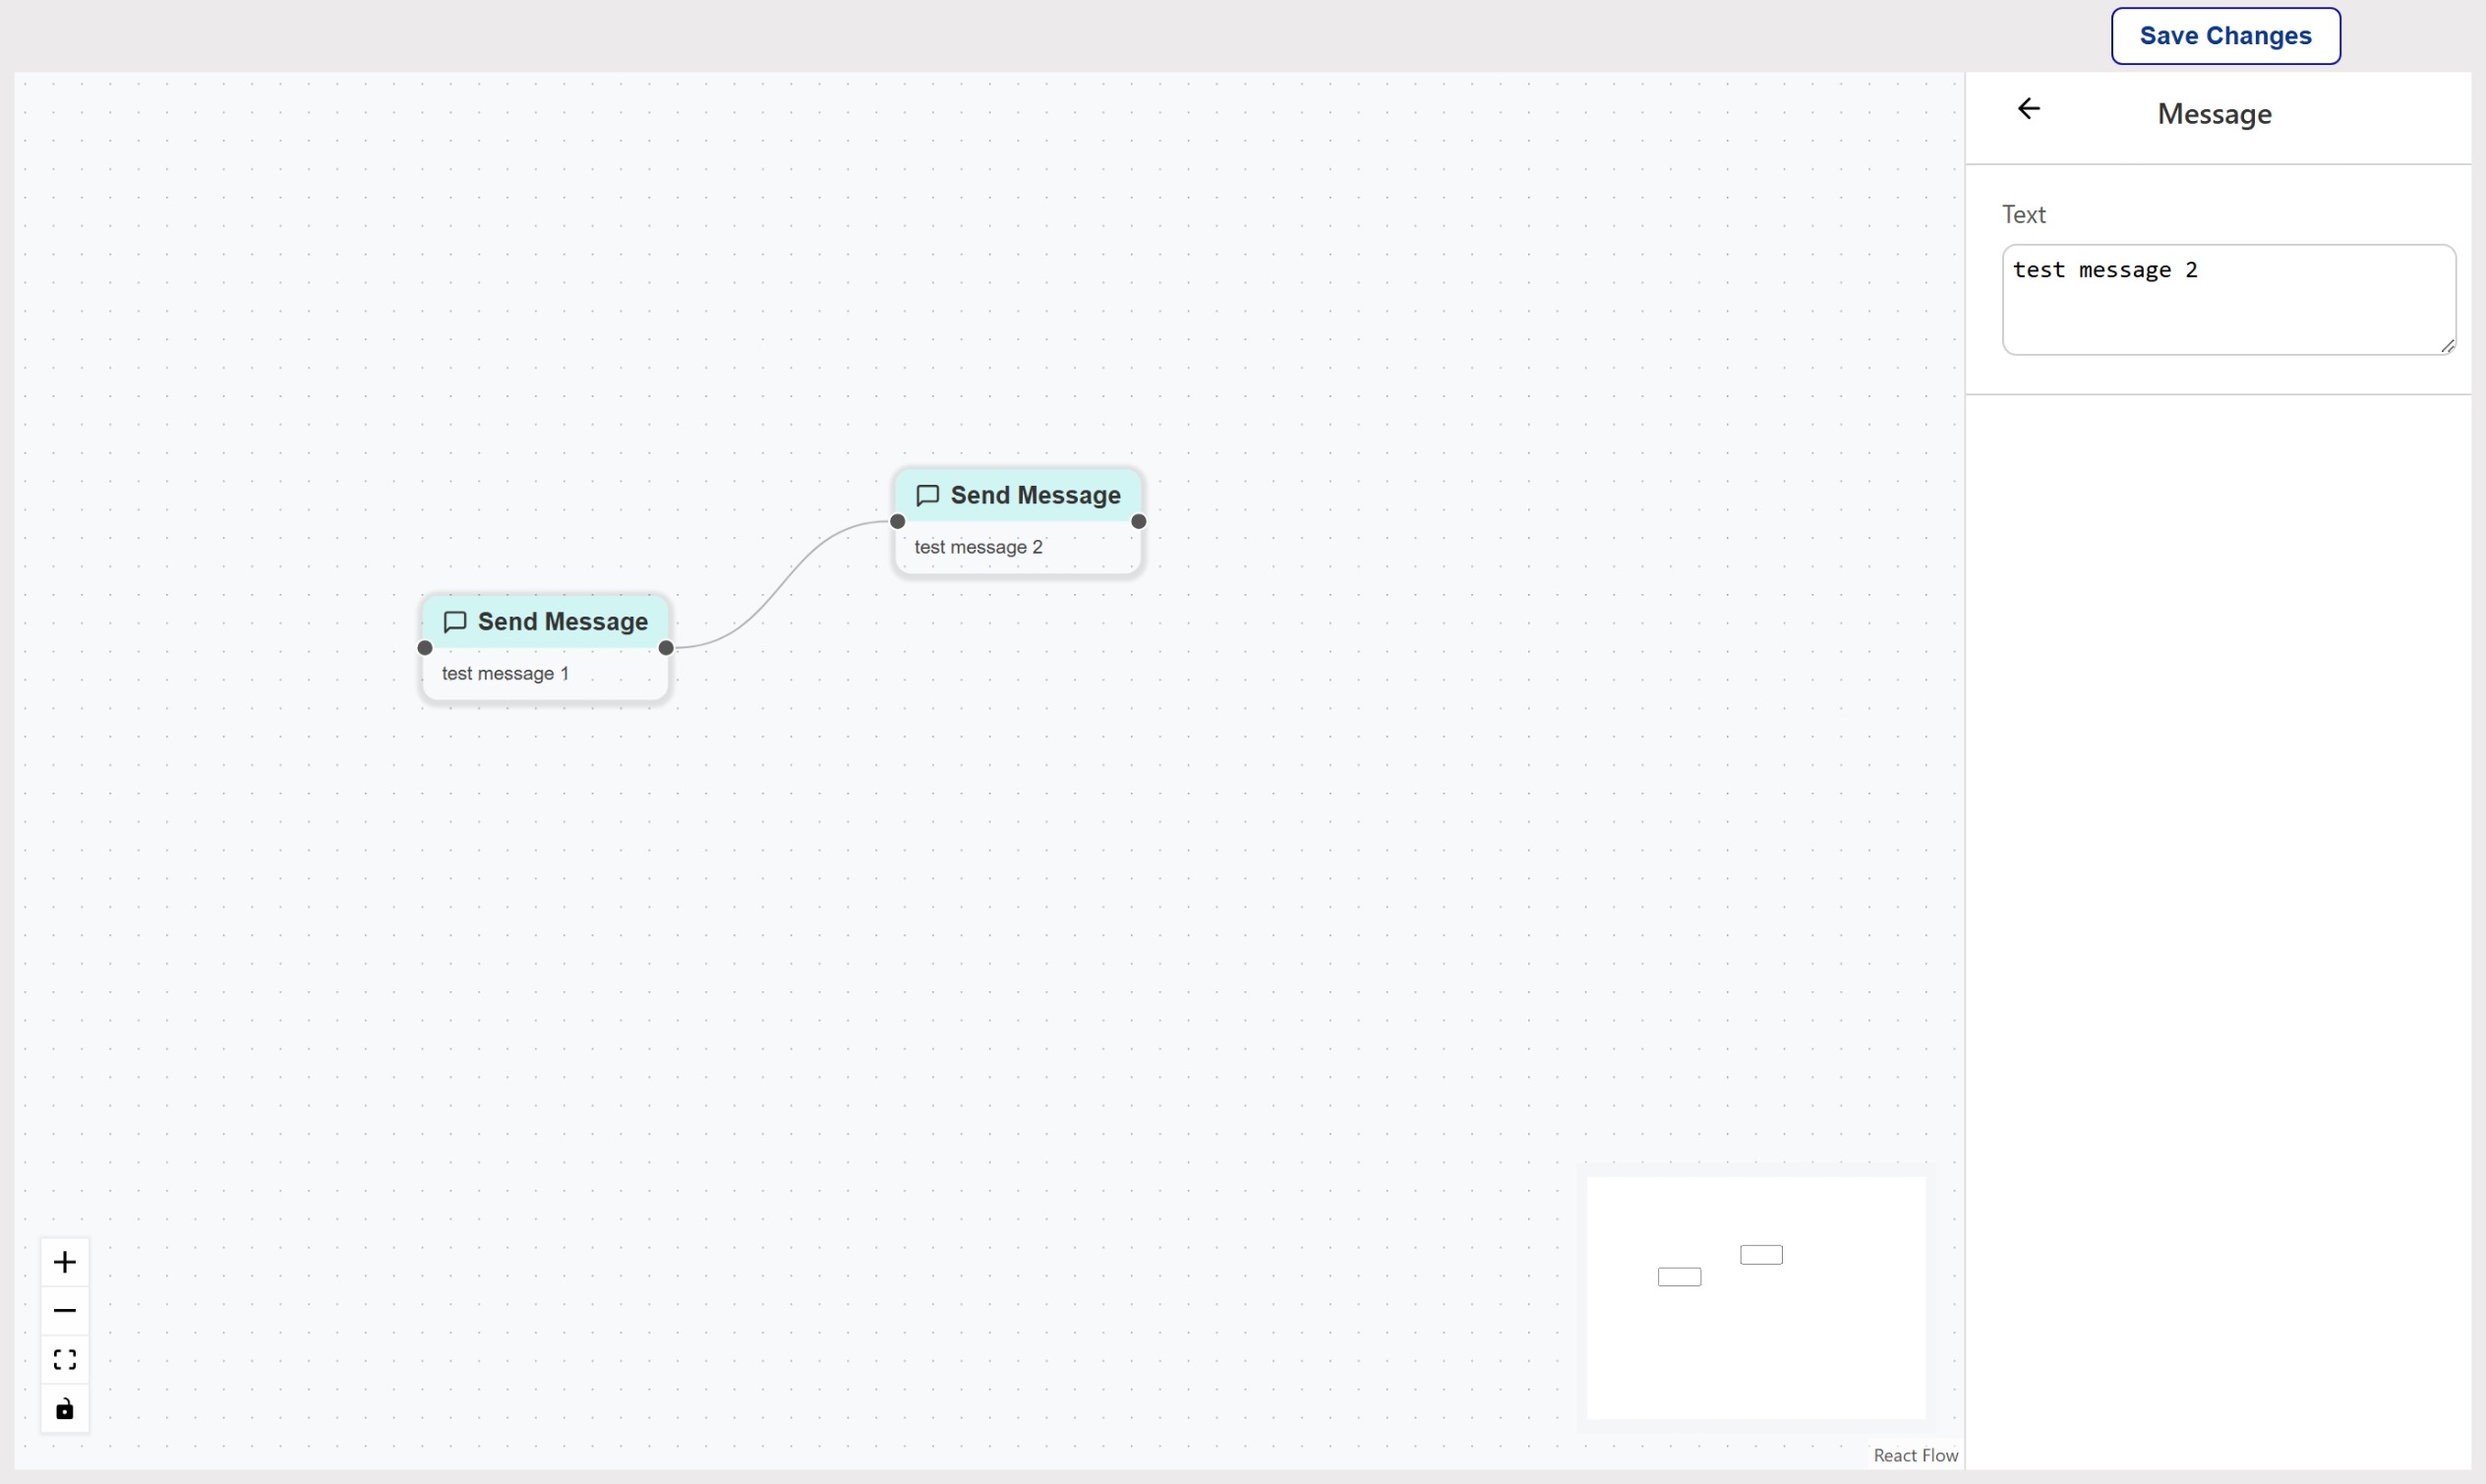 Save Changes
Message
Text
test message 2
Send Message
test message 2
Send Message
test message 1
React Flow